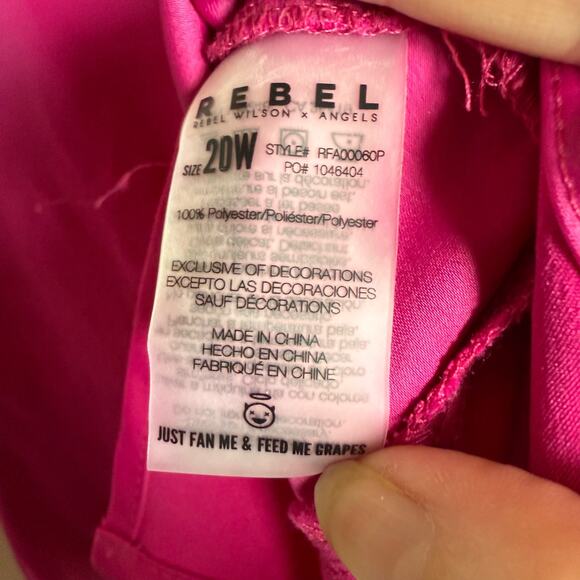 REBEL
REBEL WILSON X ANGELS
SIZE 20W
STYLE# RFA00060P
PO# 1046404
100% Polyester/Poliéster/Polyester
EXCLUSIVE OF DECORATIONS
EXCEPTO LAS DECORACIONES
SAUF DÉCORATIONS
MADE IN CHINA
HECHO EN CHINA
FABRIQUÉ EN CHINE
JUST FAN ME & FEED ME GRAPES